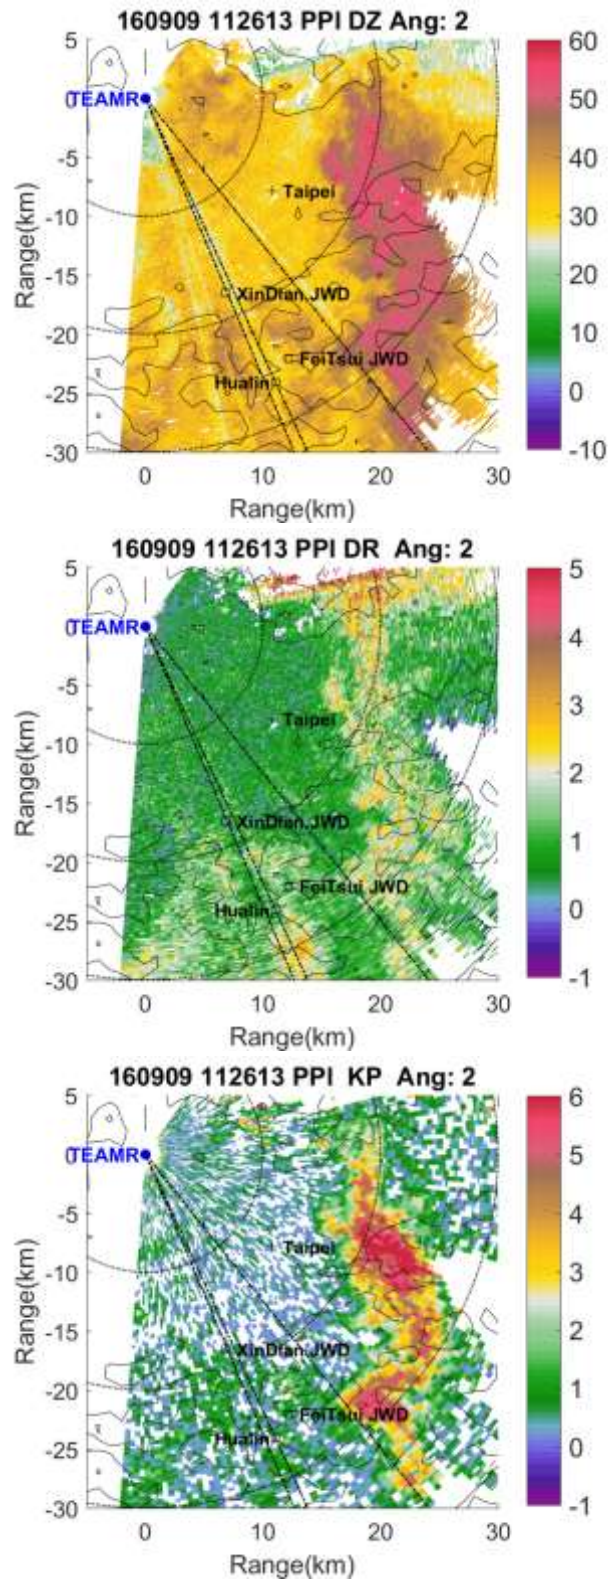 160909 112613 PPI DZ Ang: 2
5
0
-5
-10
-15
-20
-25
-30
Range(km)
TEAMR
Taipei
XinDian JWD
FeiTsui JWD
Hualin
0 10 20 30
Range(km)
60
50
40
30
20
10
0
-10
160909 112613 PPI DR Ang: 2
5
0
-5
-10
-15
-20
-25
-30
Range(km)
TEAMR
Taipei
XinDian JWD
FeiTsui JWD
Hualin
0 10 20 30
Range(km)
5
4
3
2
1
0
-1
160909 112613 PPI KP Ang: 2
5
0
-5
-10
-15
-20
-25
-30
Range(km)
TEAMR
Taipei
XinDian JWD
FeiTsui JWD
Hualin
0 10 20 30
Range(km)
6
5
4
3
2
1
0
-1